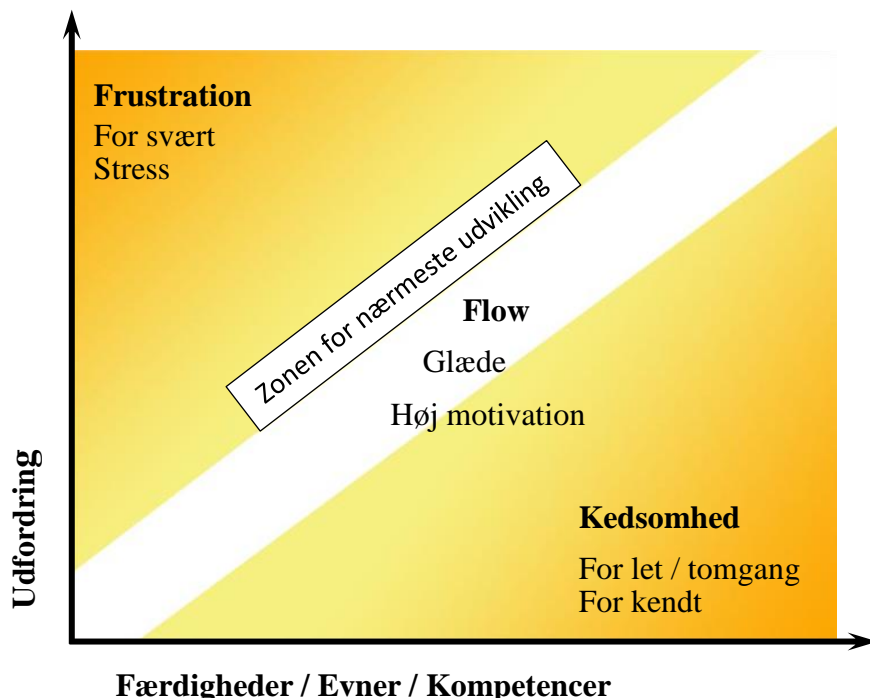 Frustration
For svært
Stress
Zonen for nærmeste udvikling
Flow
Glæde
Høj motivation
Kedsomhed
For let / tomgang
For kendt
Udfordring
Færdigheder / Evner / Kompetencer